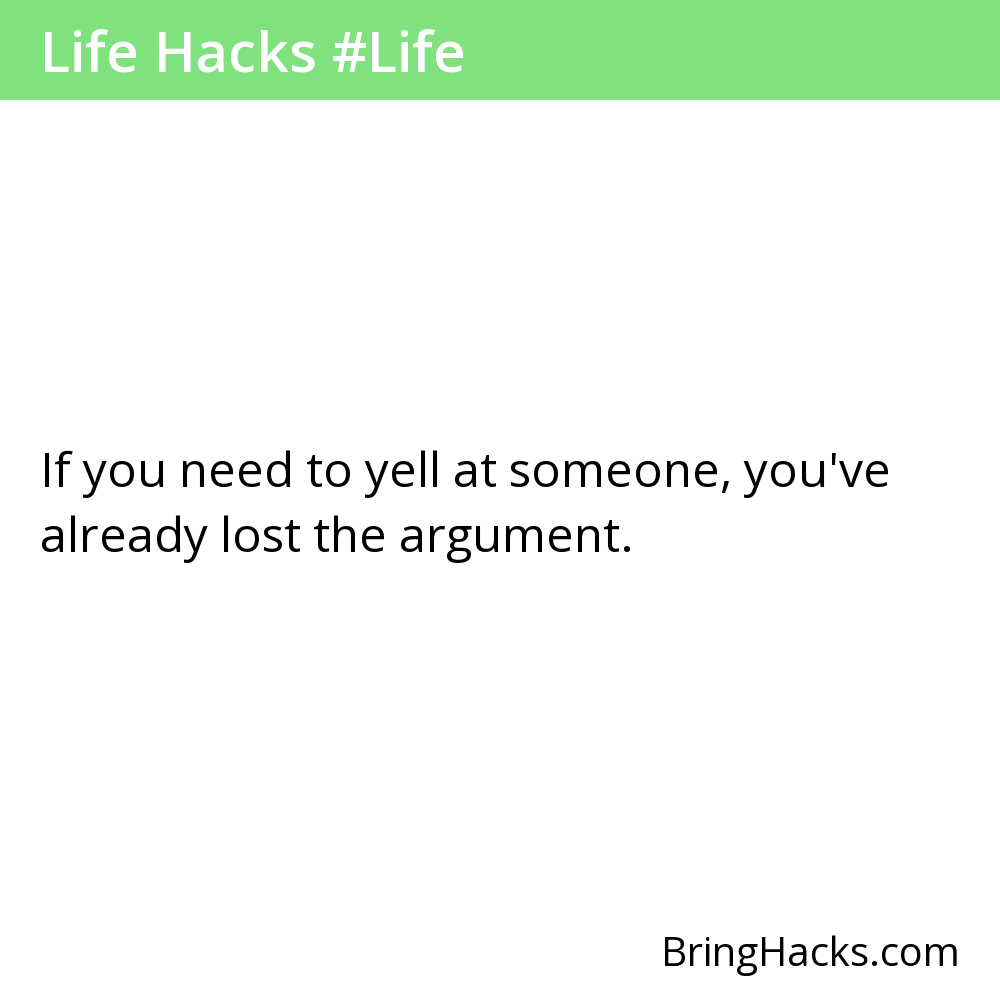 Life Hacks #Life
If you need to yell at someone, you've
already lost the argument.
BringHacks.com